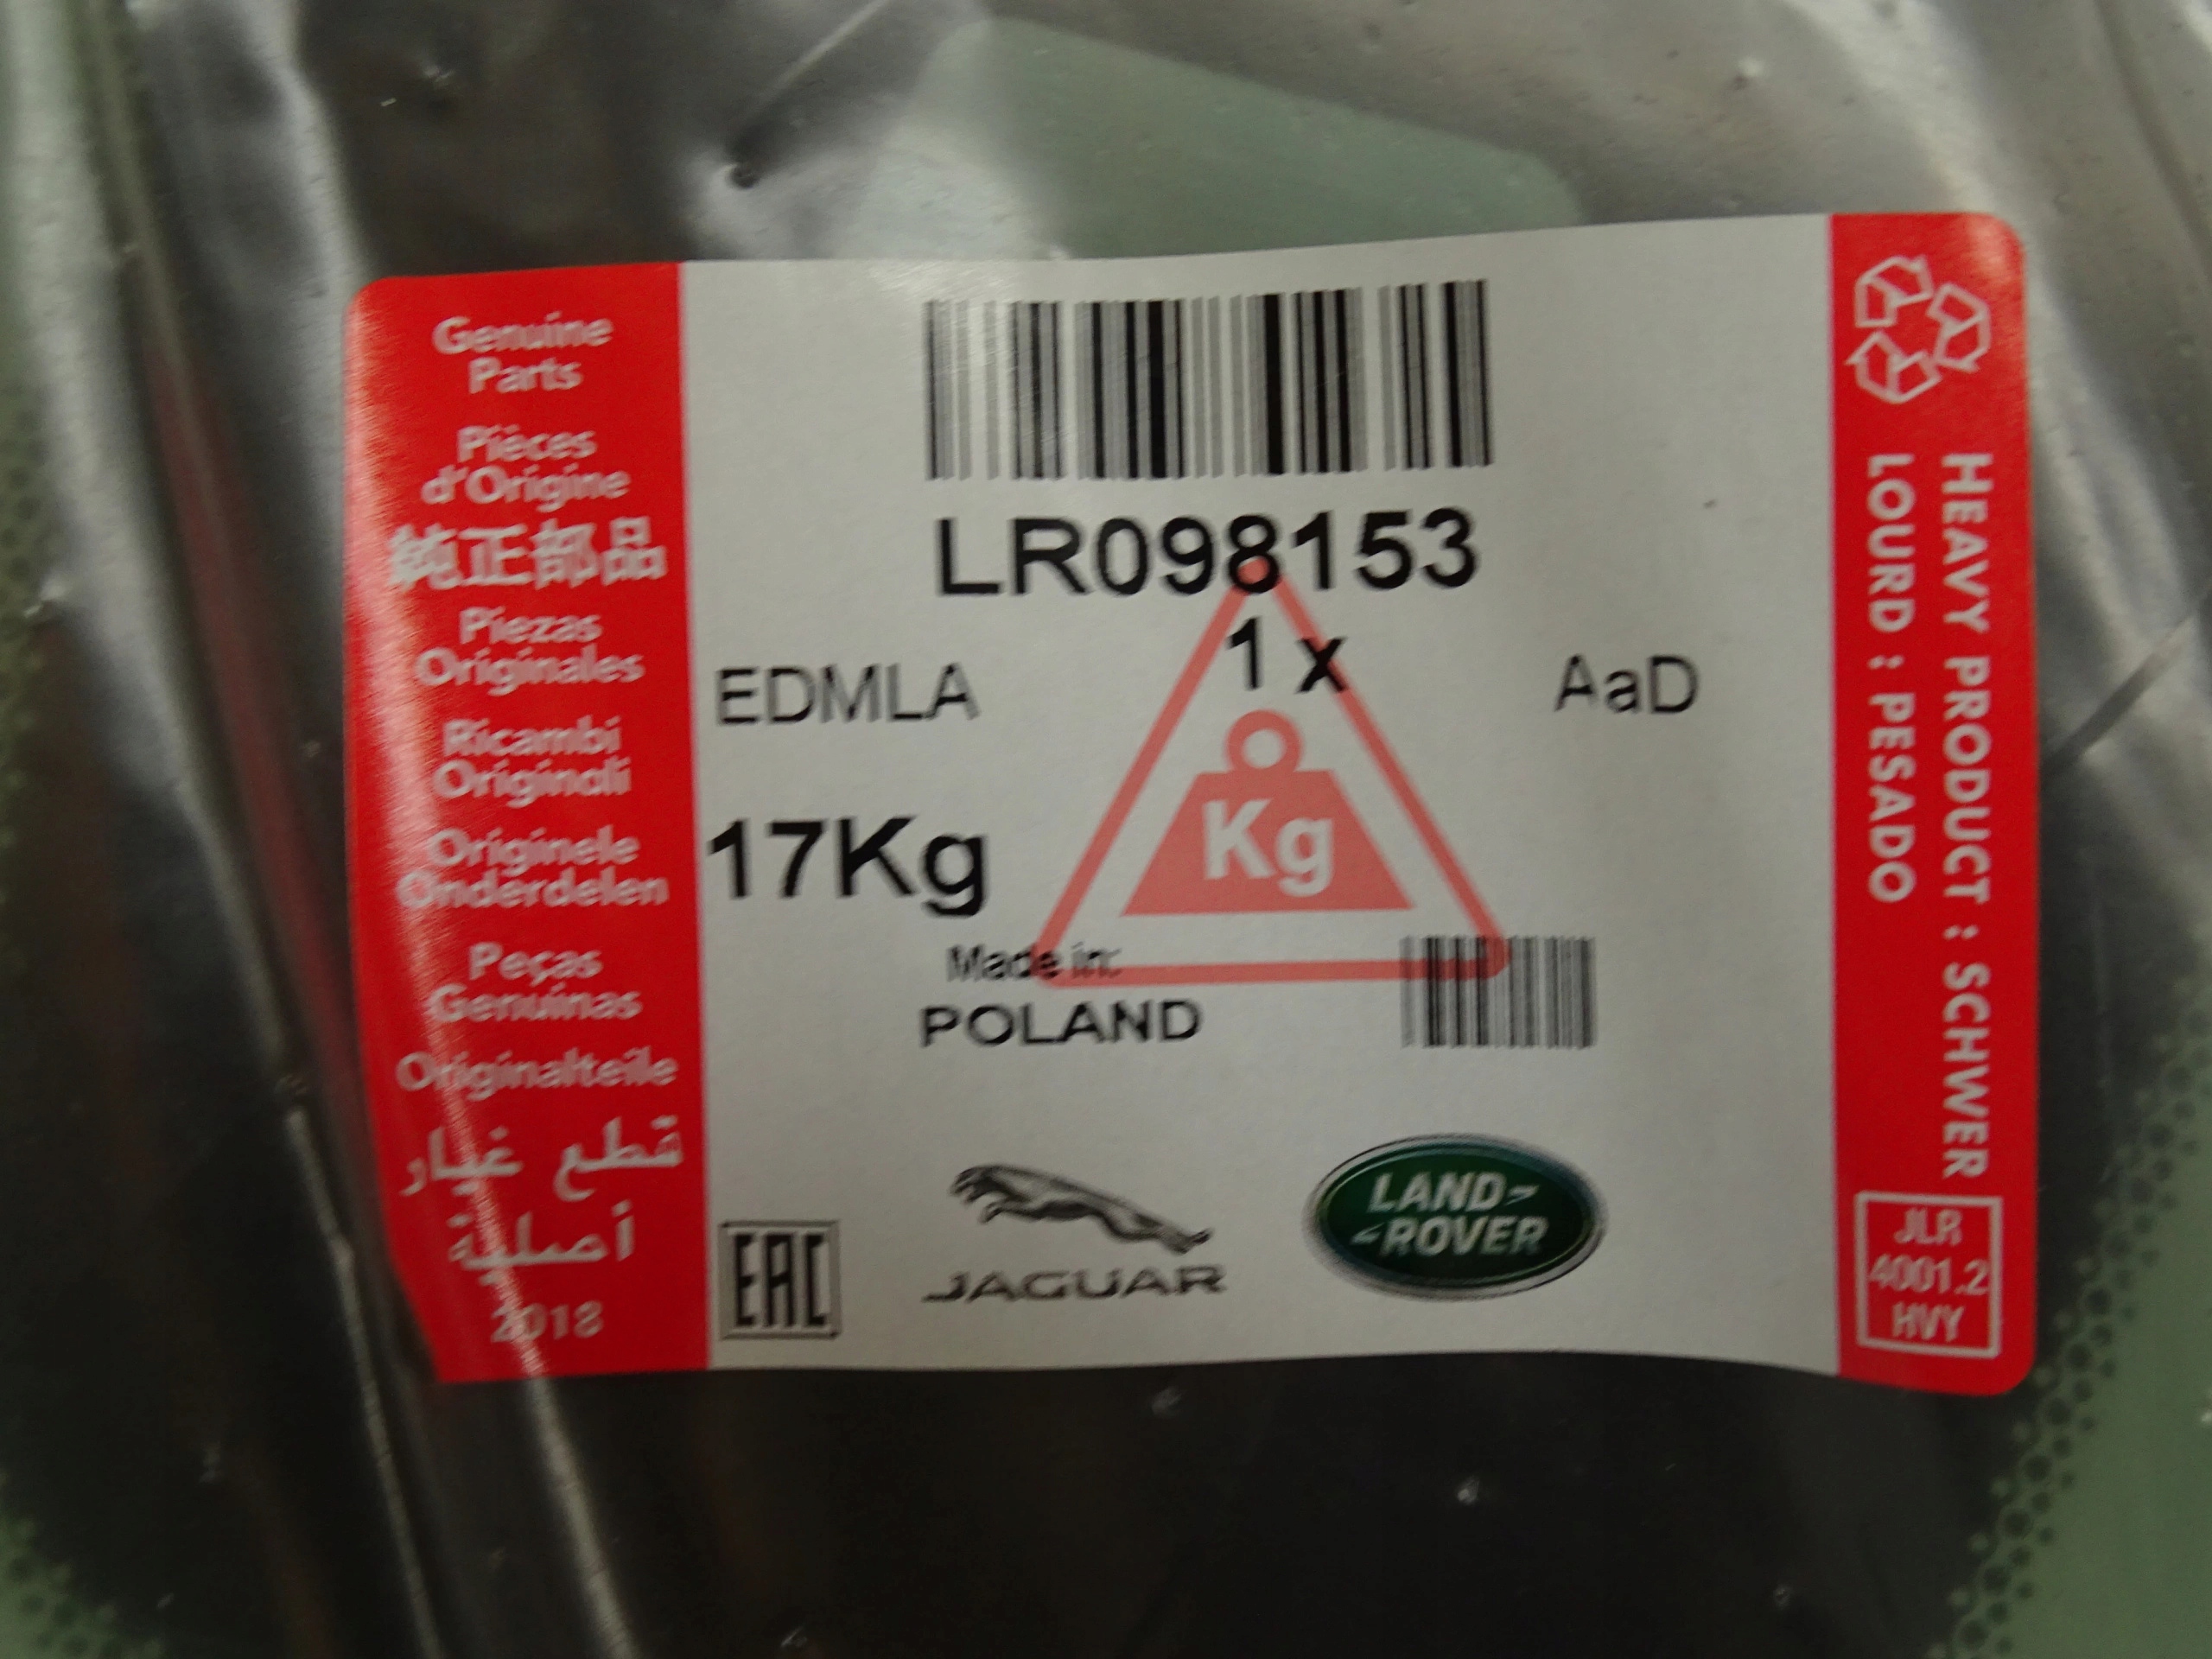 Genuine
Parts
Pièces
d'Origine
純正部品
Piezas
Originales
Ricambi
Originali
Originele
Onderdelen
Peças
Genuínas
Originalteile
قطع غيار
أصلية
2018
LR098153
1 x
EDMLA
AaD
17Kg
Kg
Made in:
POLAND
EAC
JAGUAR
LAND-
-ROVER
HEAVY PRODUCT : SCHWER
LOURD : PESADO
JLR
4001.2
HVY